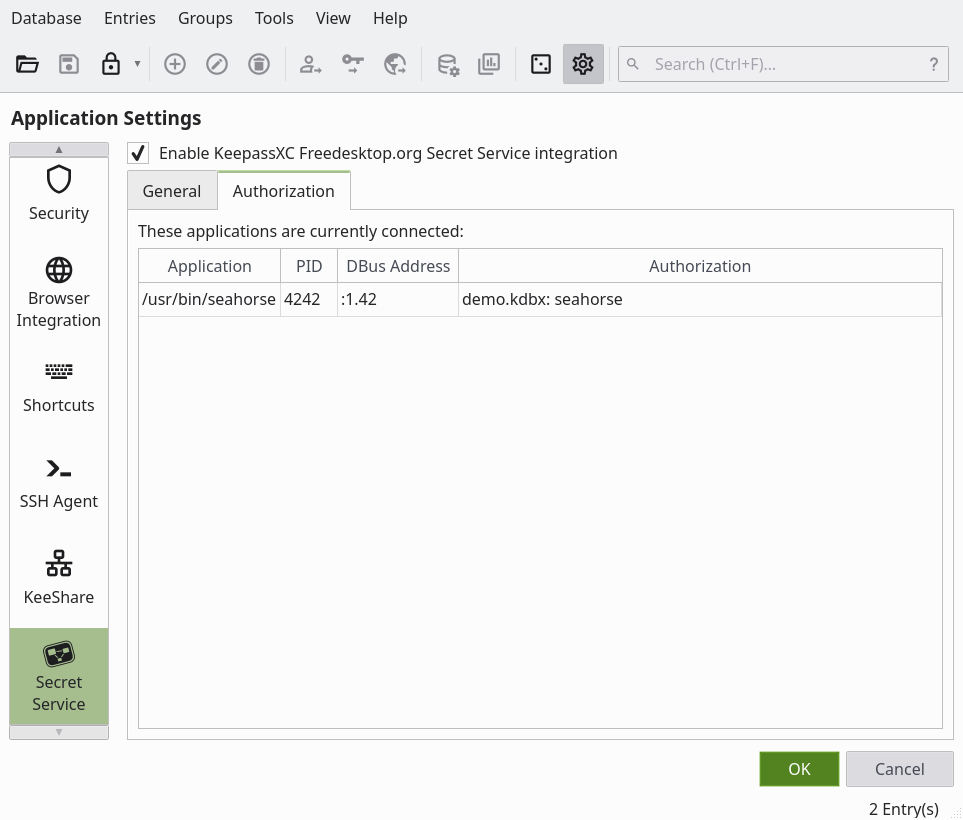 Database Entries Groups Tools View Help
Search (Ctrl+F)... ?
Application Settings
Enable KeepassXC Freedesktop.org Secret Service integration
Security
Browser
Integration
Shortcuts
SSH Agent
KeeShare
Secret
Service
General Authorization
These applications are currently connected:
Application PID DBus Address Authorization
/usr/bin/seahorse 4242 :1.42 demo.kdbx: seahorse
OK Cancel
2 Entry(s)